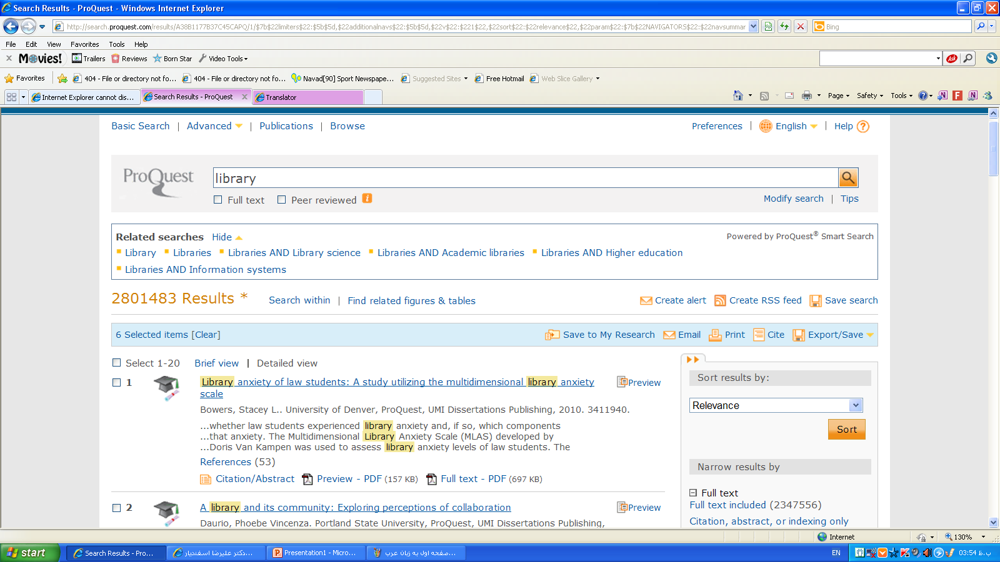 Search Results - ProQuest - Windows Internet Explorer
http://search.proquest.com/results/A38B1177B37C45CAPQ/1/$7b$22limiters$22:$5b$5d,$22additionalnavs$22:$5b$5d,$22v$22:$221$22,$22sort$22:$22relevance$22,$22param$22:$7b$22NAVIGATORS$22:$22navsummar
Bing
File Edit View Favorites Tools Help
x Movies! Trailers Reviews Born Star Video Tools Ask
Favorites 404 - File or directory not fo... 404 - File or directory not fo... Navad[90] Sport Newspape... Suggested Sites Free Hotmail Web Slice Gallery
Internet Explorer cannot dis... Search Results - ProQuest x Translator Page Safety Tools
Basic Search | Advanced | Publications | Browse Preferences | English | Help ?
ProQuest library
Full text Peer reviewed i Modify search | Tips
Related searches Hide Powered by ProQuest® Smart Search
Library Libraries Libraries AND Library science Libraries AND Academic libraries Libraries AND Higher education
Libraries AND Information systems
2801483 Results * Search within | Find related figures & tables Create alert Create RSS feed Save search
6 Selected items [Clear] Save to My Research Email Print Cite Export/Save
Select 1-20 Brief view | Detailed view
1 Library anxiety of law students: A study utilizing the multidimensional library anxiety scale Preview
Bowers, Stacey L.. University of Denver, ProQuest, UMI Dissertations Publishing, 2010. 3411940.
...whether law students experienced library anxiety and, if so, which components
...that anxiety. The Multidimensional Library Anxiety Scale (MLAS) developed by
...Doris Van Kampen was used to assess library anxiety levels of law students. The
References (53)
Citation/Abstract Preview - PDF (157 KB) Full text - PDF (697 KB)
2 A library and its community: Exploring perceptions of collaboration Preview
Daurio, Phoebe Vincenza. Portland State University, ProQuest, UMI Dissertations Publishing,
Sort results by:
Relevance
Sort
Narrow results by
Full text
Full text included (2347556)
Citation, abstract, or indexing only
Internet 130%
start Search Results - Pro... دکتر علیرضا اسفندیار... Presentation1 - Micro... صفحه اول به زبان عرب... EN 03:54 ب.ظ